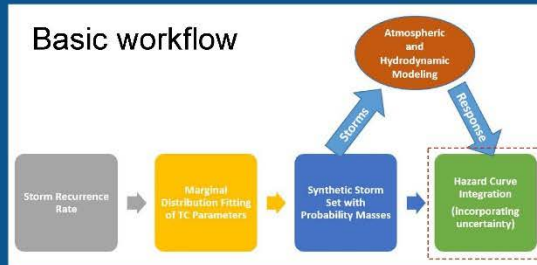 Basic workflow
Atmospheric
and
Hydrodynamic
Modeling
Storms
Response
Storm Recurrence
Rate
Marginal
Distribution Fitting
of TC Parameters
Synthetic Storm
Set with
Probability Masses
Hazard Curve
Integration
(incorporating
uncertainty)